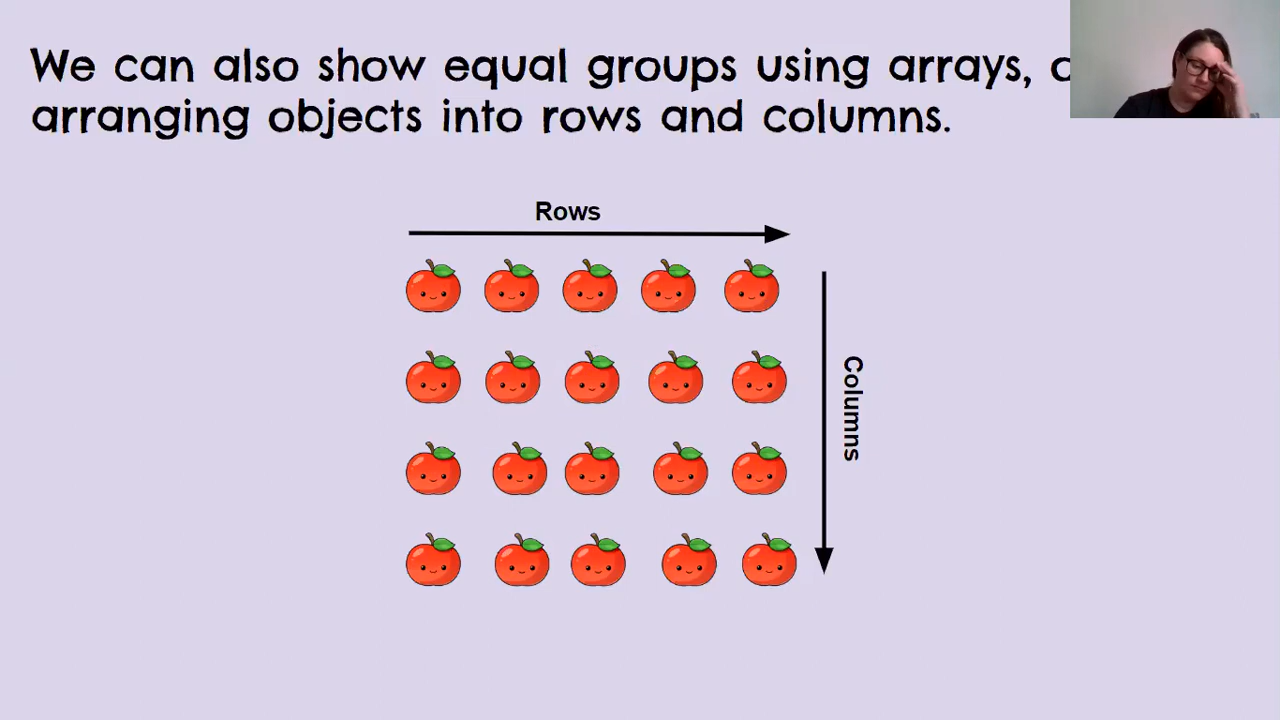 We can also show equal groups using arrays,
arranging objects into rows and columns.
Rows
Columns